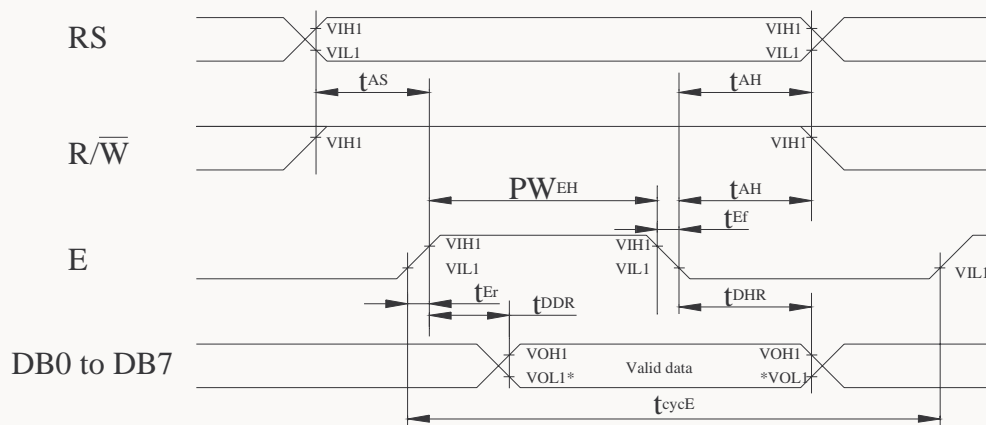 RS VIH1 VIH1
VIL1 VIL1
tAS tAH
R/W̅ VIH1 VIH1
PWEH tAH
tEf
E VIH1 VIH1
VIL1 VIL1 VIL1
tEr tDDR tDHR
DB0 to DB7 VOH1 Valid data VOH1
VOL1* *VOL1
tcycE